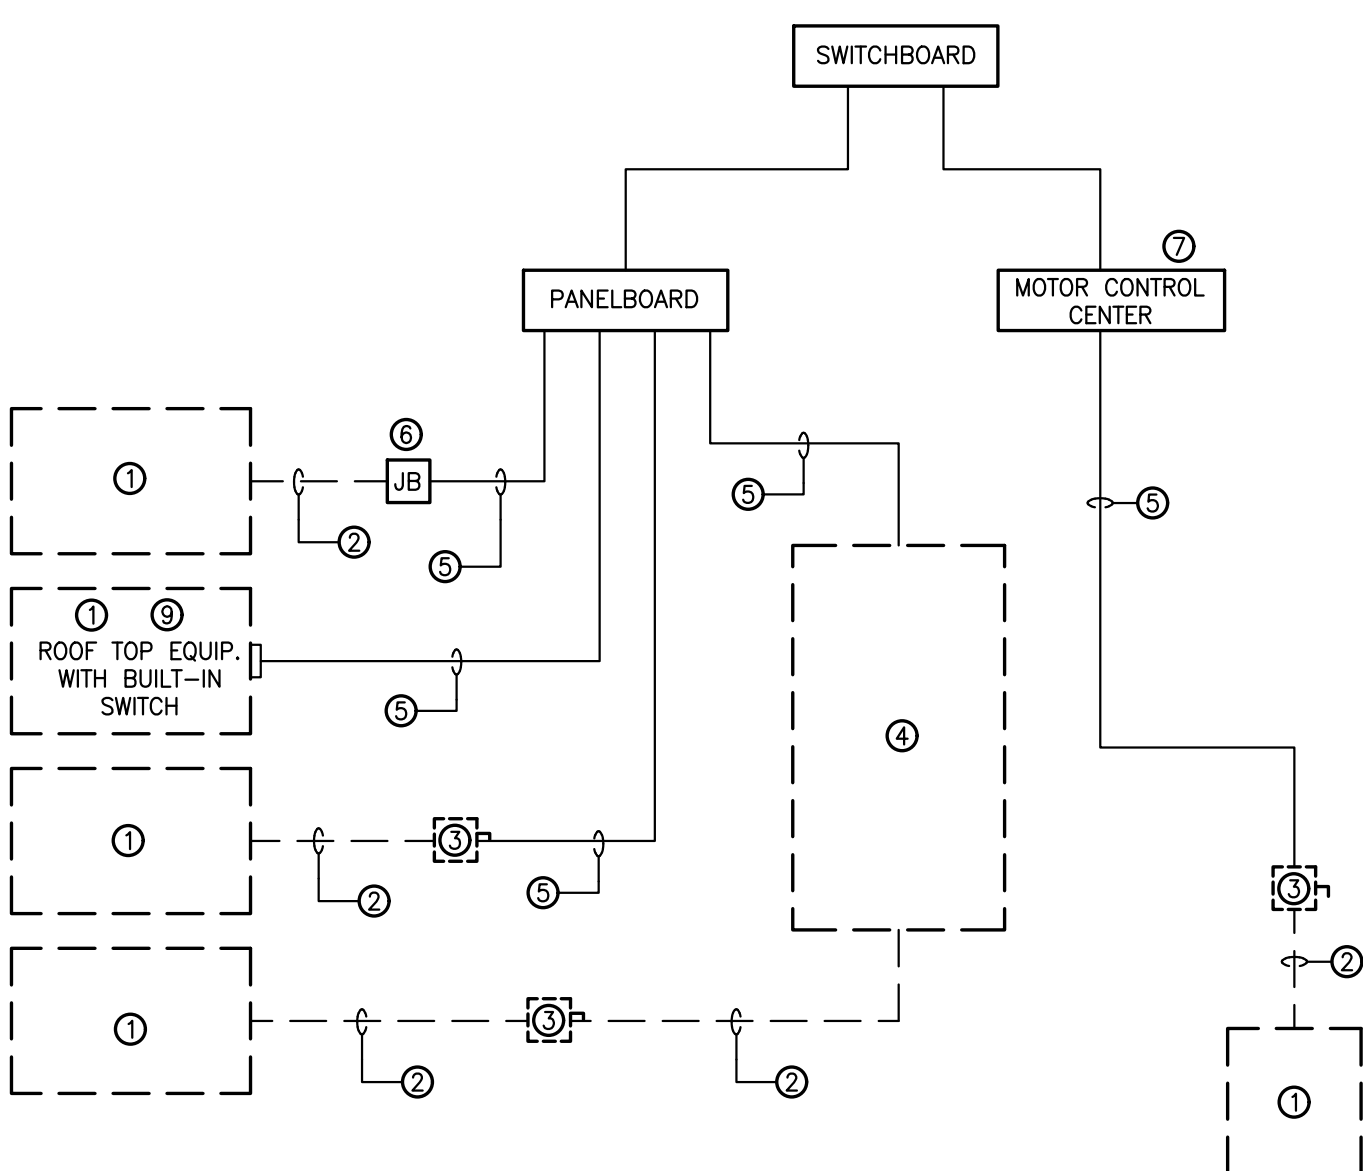 SWITCHBOARD
7
PANELBOARD
MOTOR CONTROL
CENTER
6
1
JB
5
5
2
5
1 9
ROOF TOP EQUIP.
WITH BUILT-IN
SWITCH
5
4
1
3
5
2
3
2
1
3
2
2
1